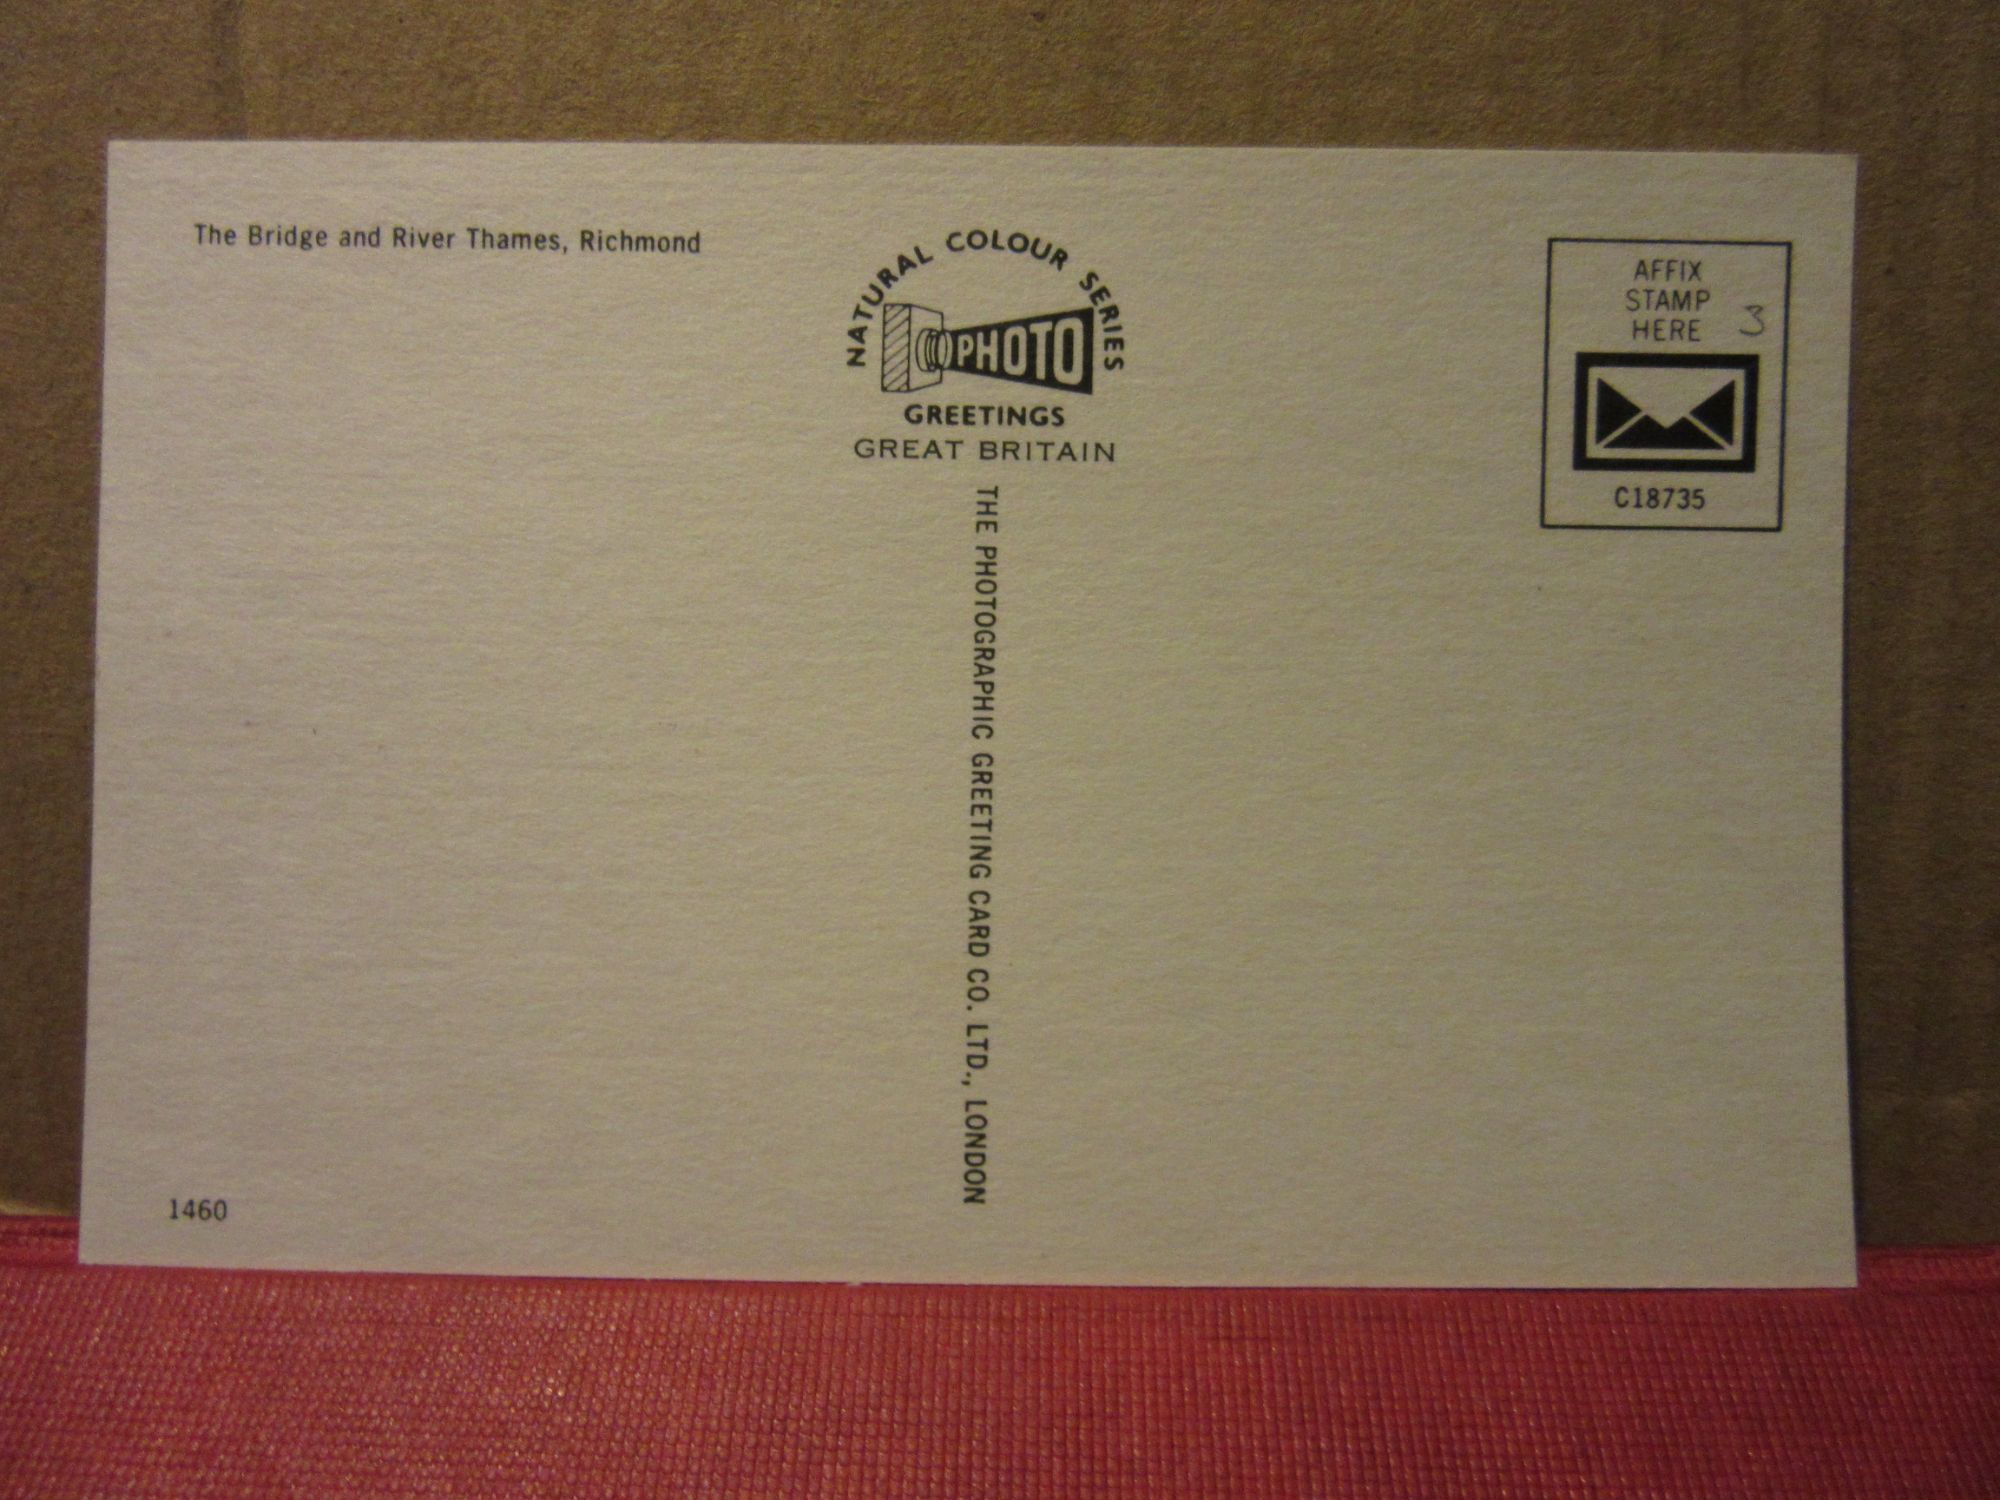 The Bridge and River Thames, Richmond
NATURAL COLOUR SERIES
PHOTO
GREETINGS
GREAT BRITAIN
THE PHOTOGRAPHIC GREETING CARD CO. LTD., LONDON
AFFIX
STAMP
HERE
3
C18735
1460